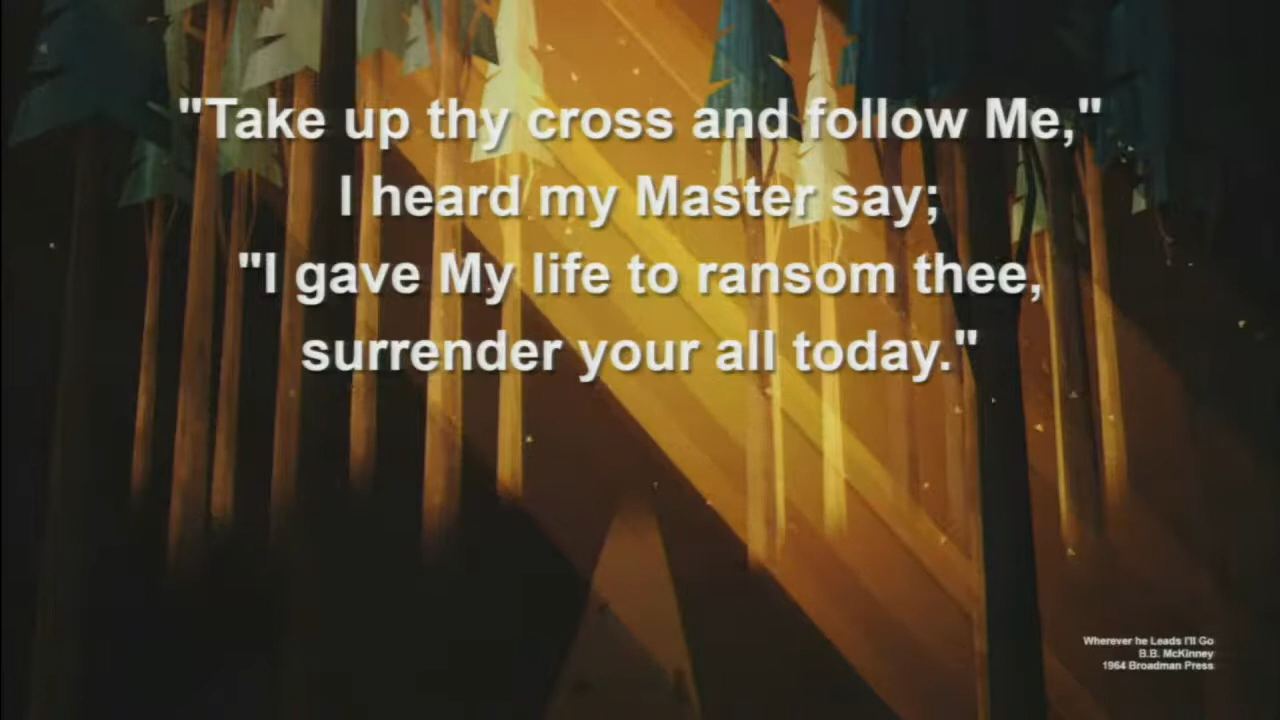 "Take up thy cross and follow Me,"
I heard my Master say;
"I gave My life to ransom thee,
surrender your all today."
Wherever he Leads I'll Go
B.B. McKinney
1964 Broadman Press